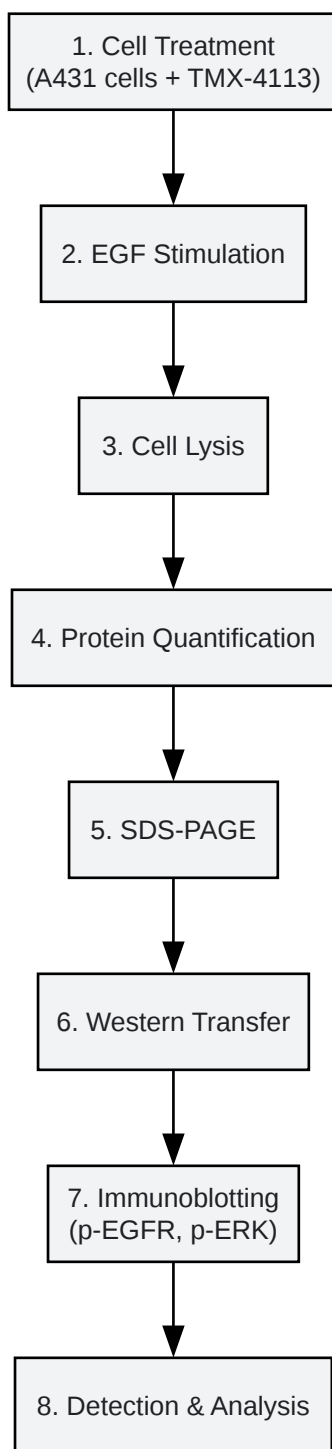 1. Cell Treatment
(A431 cells + TMX-4113)
2. EGF Stimulation
3. Cell Lysis
4. Protein Quantification
5. SDS-PAGE
6. Western Transfer
7. Immunoblotting
(p-EGFR, p-ERK)
8. Detection & Analysis